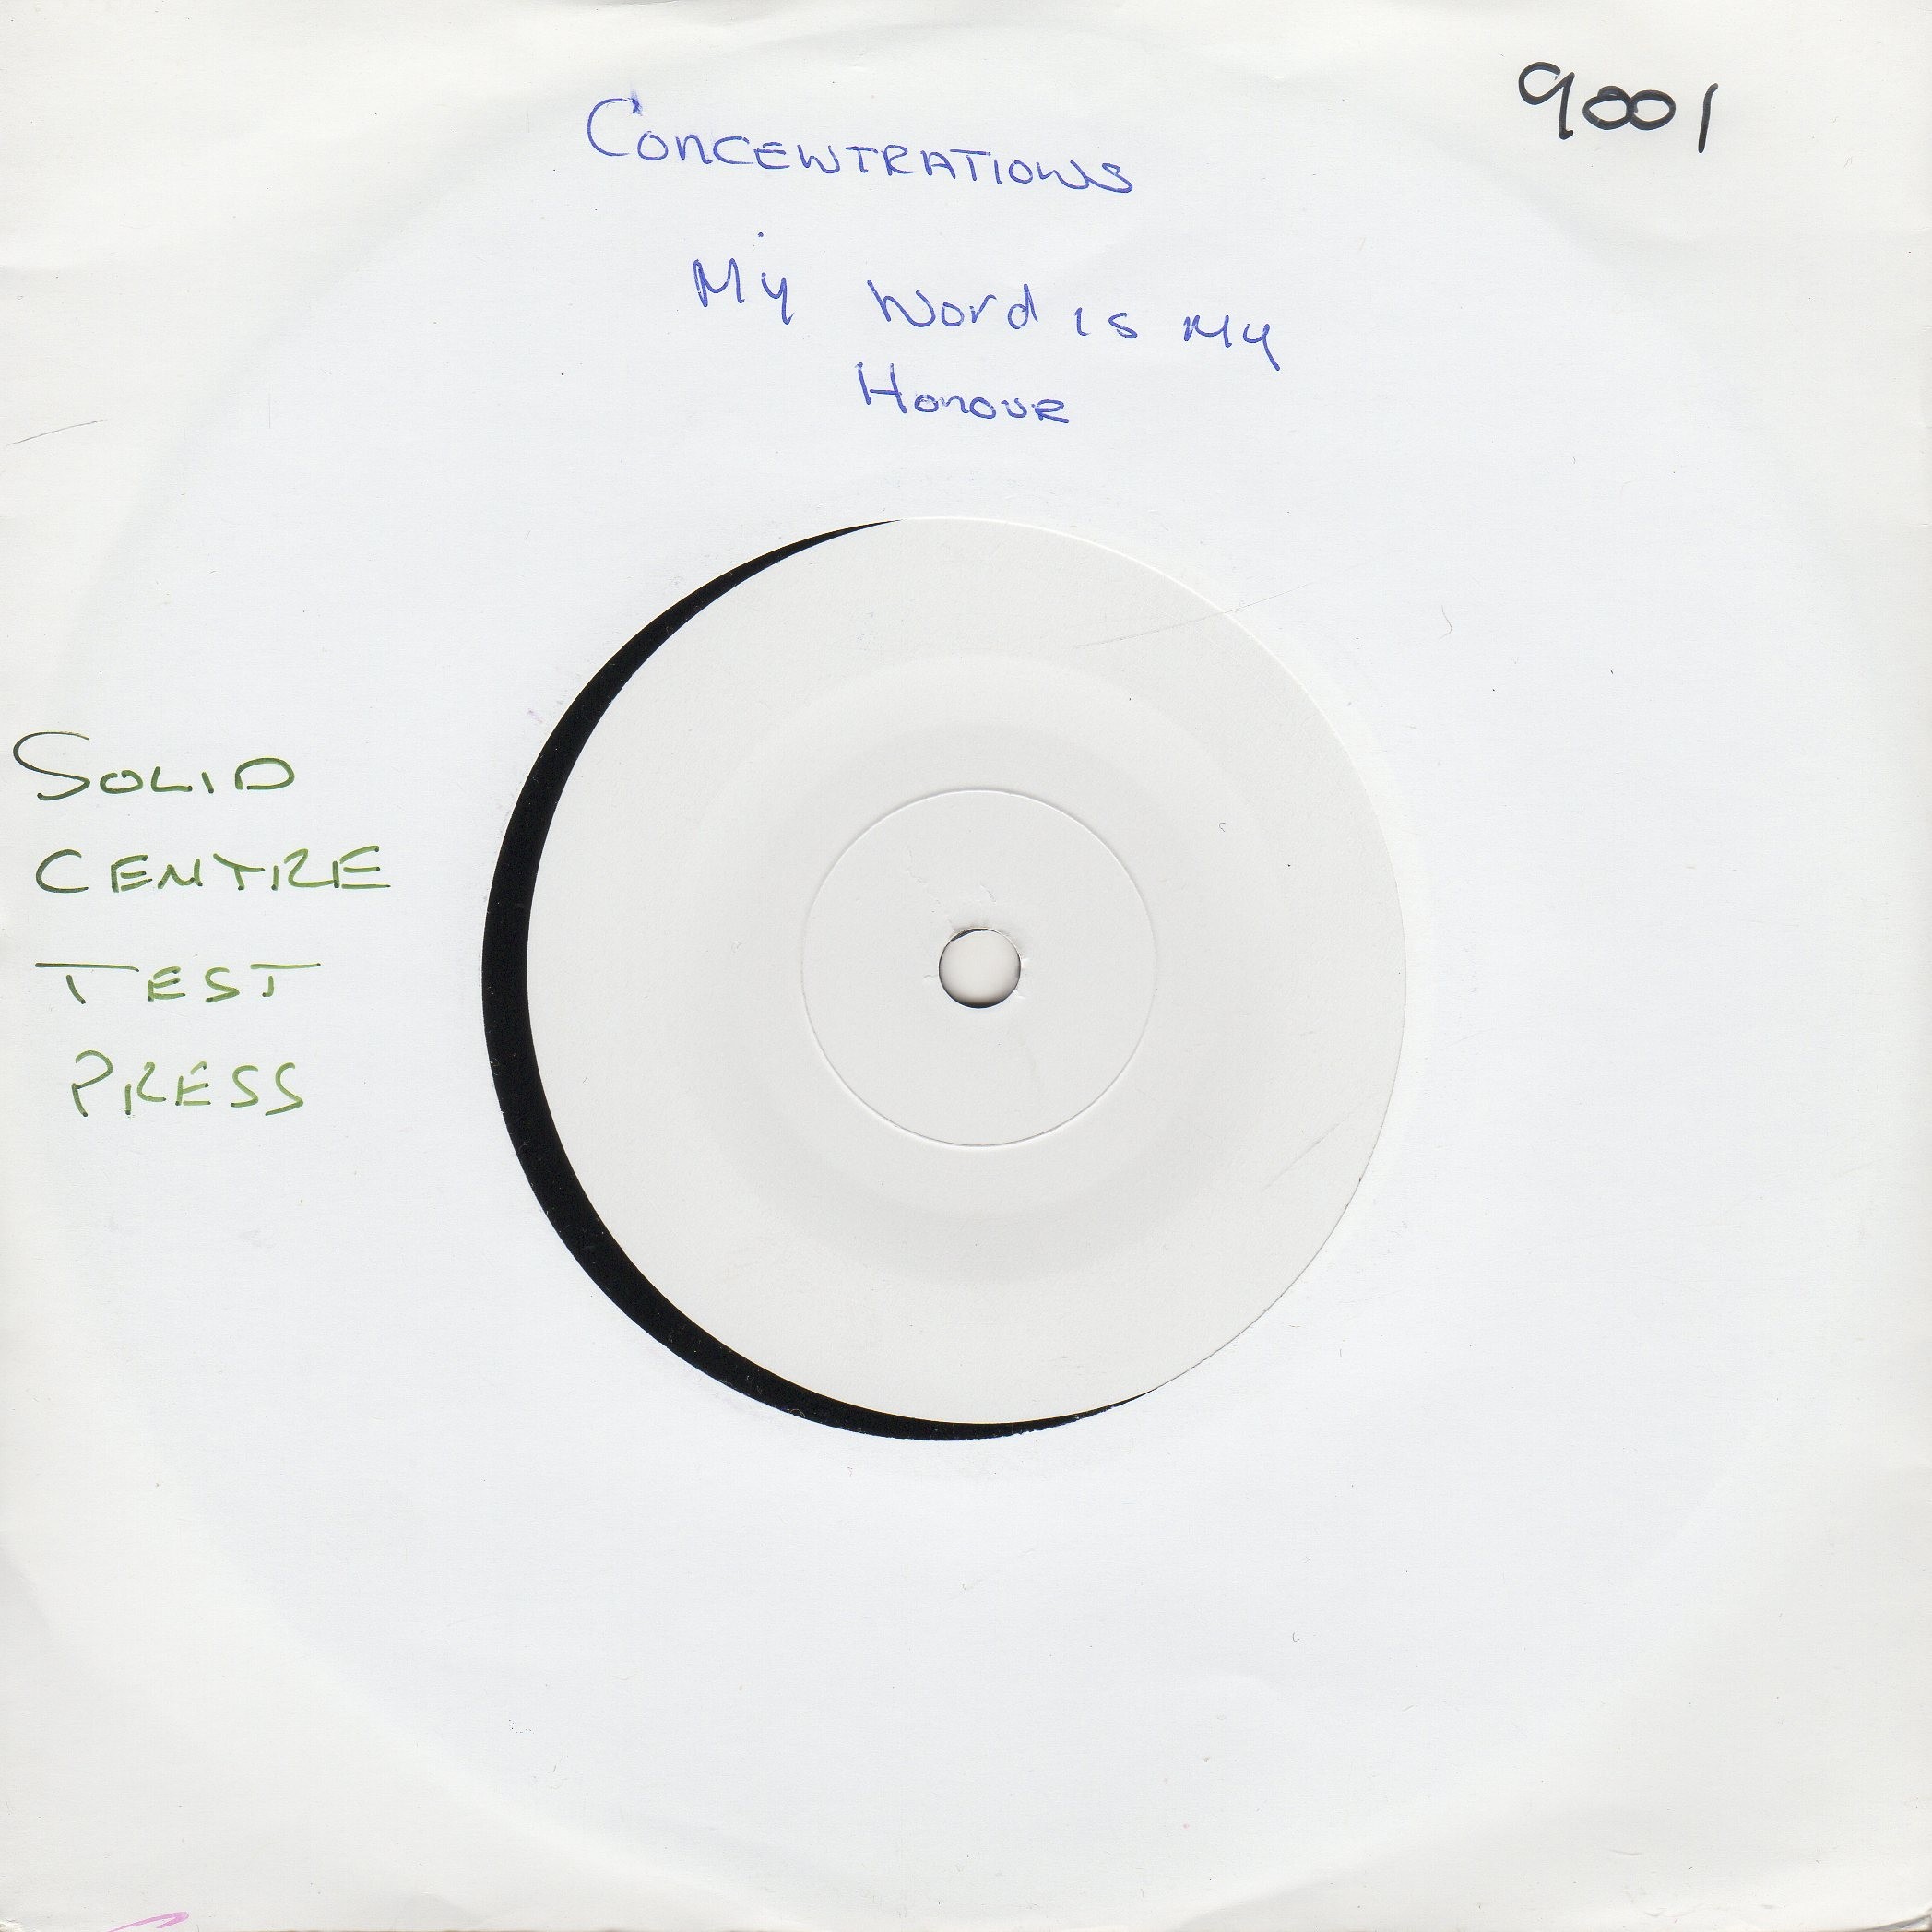 9001
CONCENTRATIONS
My Word is My
Honour
SOLID
CENTRE
TEST
PRESS